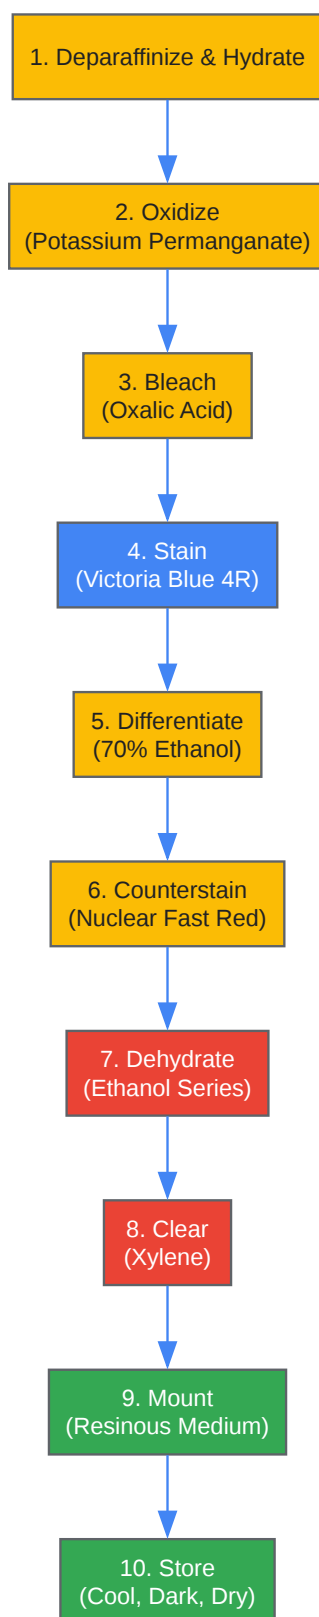 1. Deparaffinize & Hydrate
2. Oxidize
(Potassium Permanganate)
3. Bleach
(Oxalic Acid)
4. Stain
(Victoria Blue 4R)
5. Differentiate
(70% Ethanol)
6. Counterstain
(Nuclear Fast Red)
7. Dehydrate
(Ethanol Series)
8. Clear
(Xylene)
9. Mount
(Resinous Medium)
10. Store
(Cool, Dark, Dry)